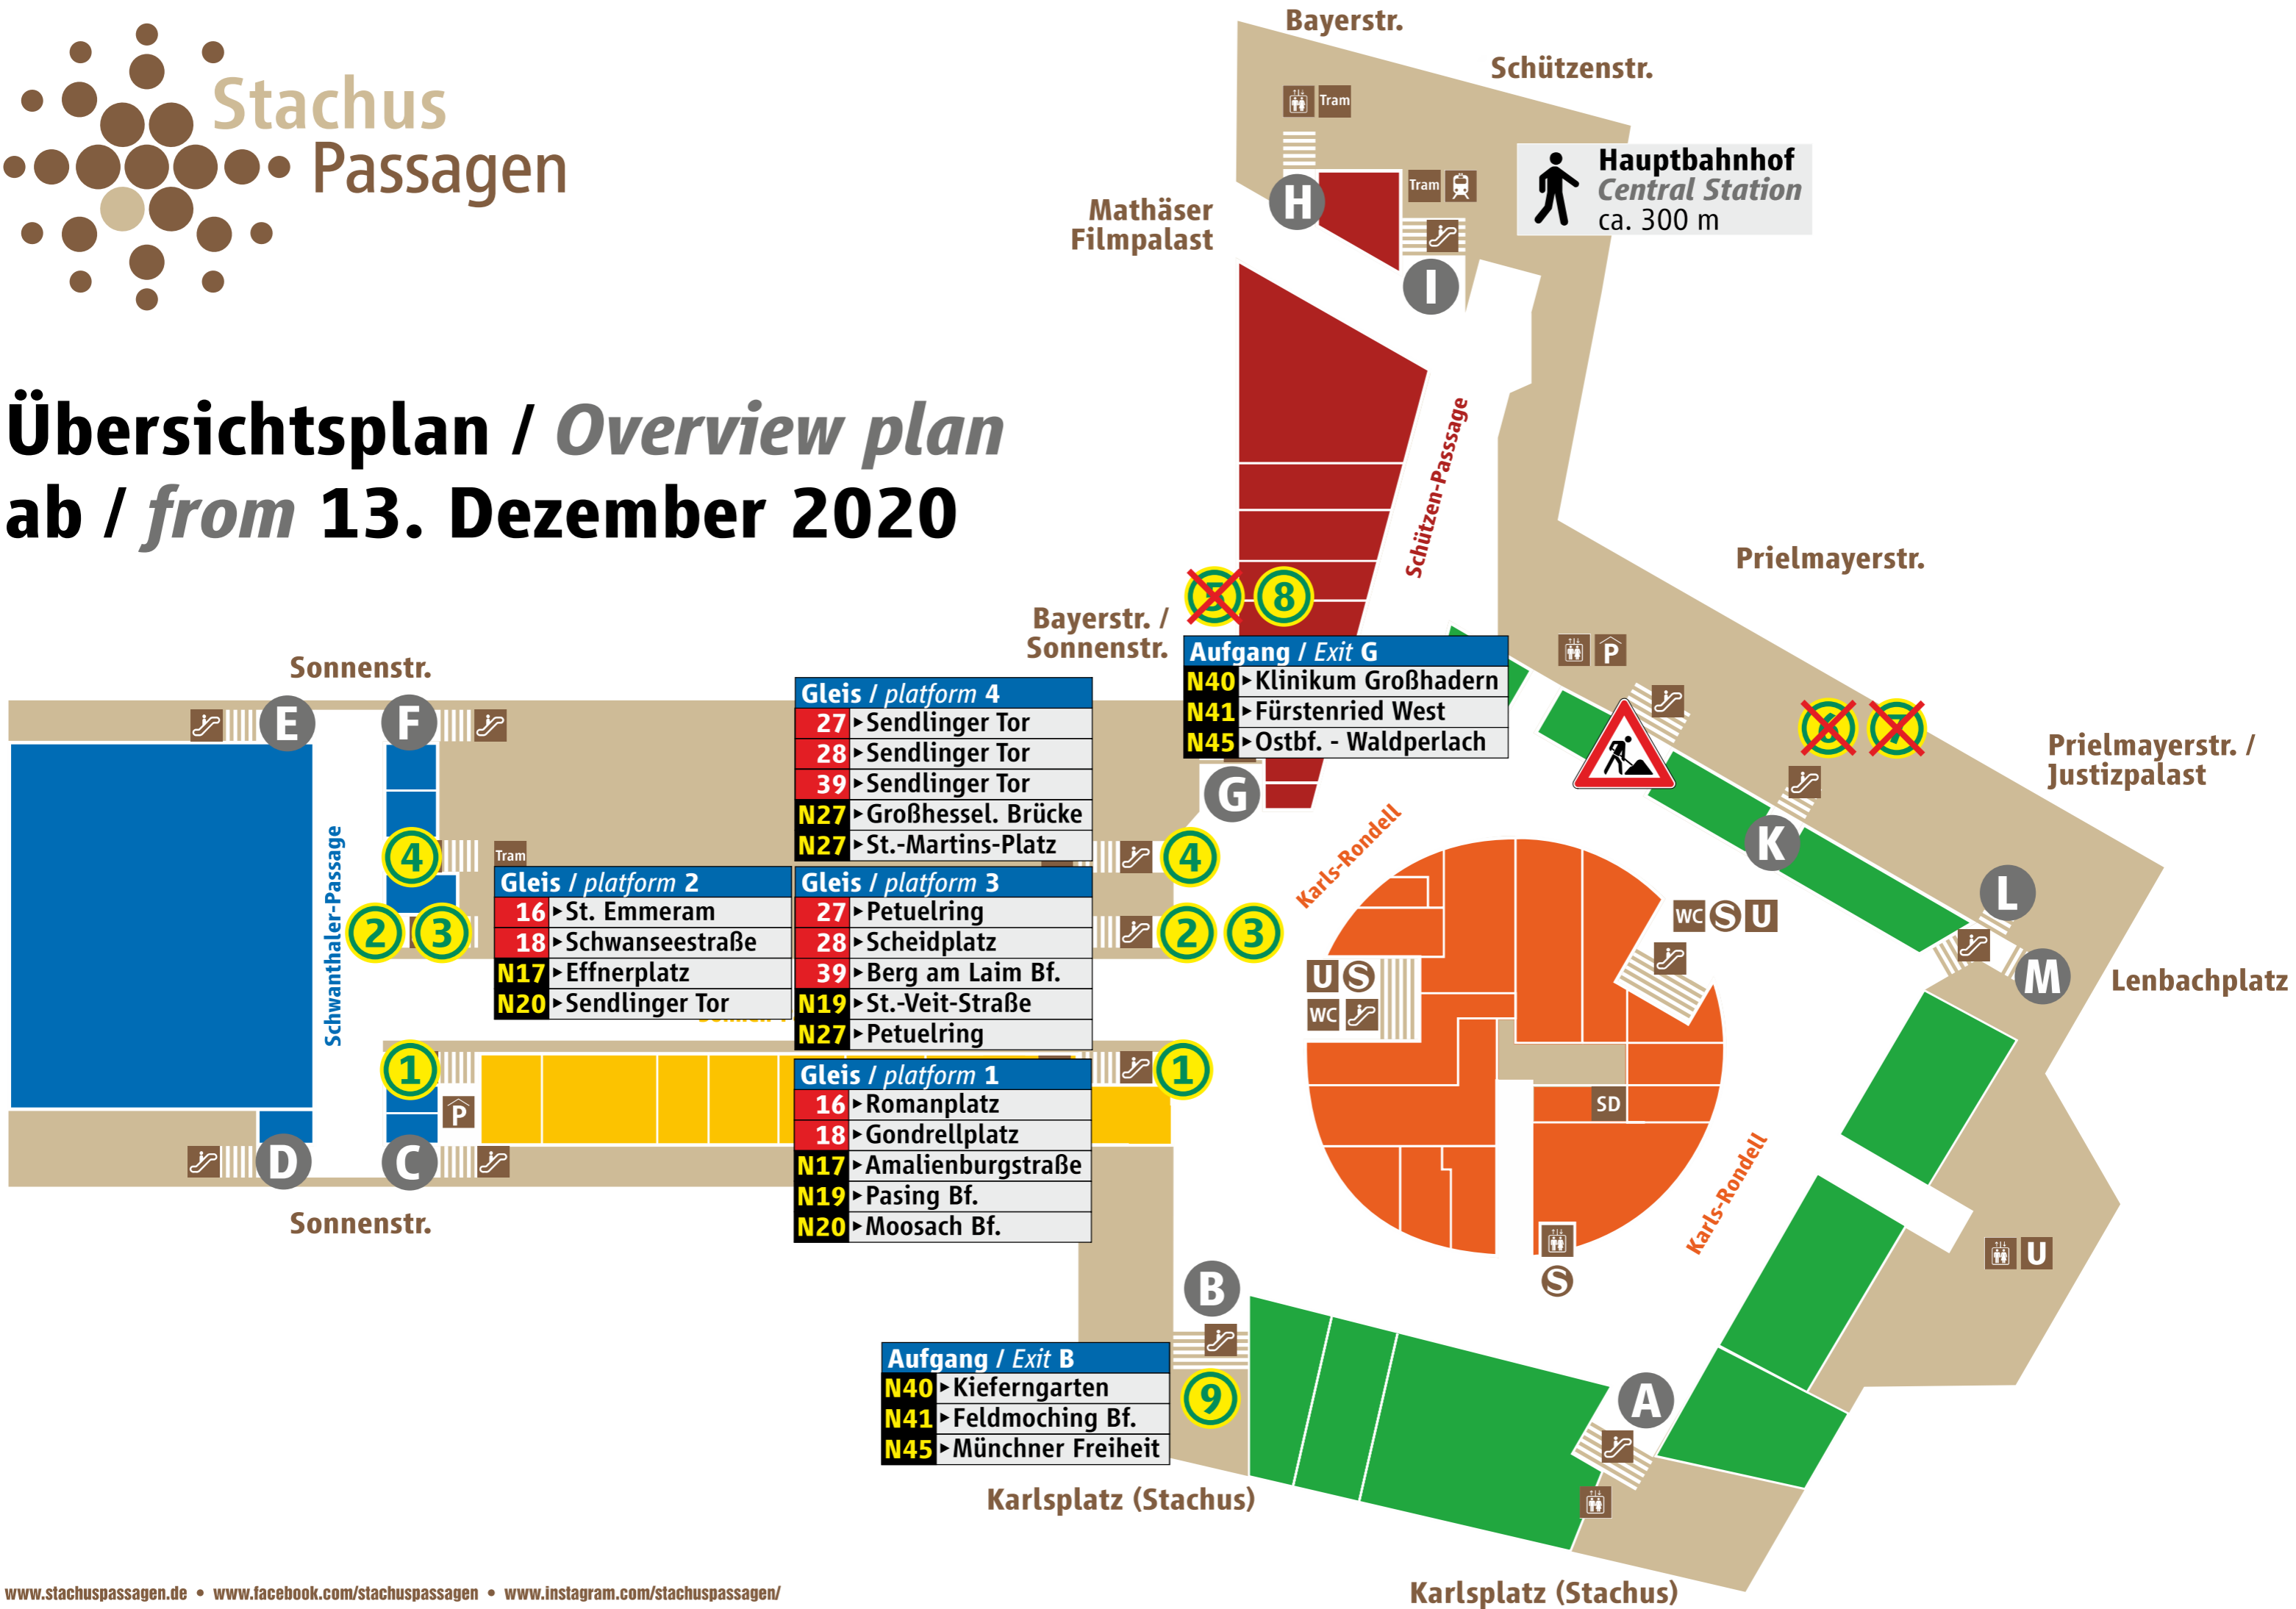 Stachus
Passagen
Übersichtsplan / Overview plan
ab / from 13. Dezember 2020
Bayerstr.
Schützenstr.
Tram
H
Tram
I
Hauptbahnhof
Central Station
ca. 300 m
Mathäser
Filmpalast
Schützen-Passage
Prielmayerstr.
5
8
Bayerstr. /
Sonnenstr.
P
6
7
Prielmayerstr. /
Justizpalast
Aufgang / Exit G
N40 ▸ Klinikum Großhadern
N41 ▸ Fürstenried West
N45 ▸ Ostbf. - Waldperlach
G
K
L
M
Lenbachplatz
Sonnenstr.
E
F
Schwanthaler-Passage
4
2
3
1
Tram
Gleis / platform 4
27 ▸ Sendlinger Tor
28 ▸ Sendlinger Tor
39 ▸ Sendlinger Tor
N27 ▸ Großhessel. Brücke
N27 ▸ St.-Martins-Platz
Gleis / platform 2
16 ▸ St. Emmeram
18 ▸ Schwanseestraße
N17 ▸ Effnerplatz
N20 ▸ Sendlinger Tor
Gleis / platform 3
27 ▸ Petuelring
28 ▸ Scheidplatz
39 ▸ Berg am Laim Bf.
N19 ▸ St.-Veit-Straße
N27 ▸ Petuelring
Gleis / platform 1
16 ▸ Romanplatz
18 ▸ Gondrellplatz
N17 ▸ Amalienburgstraße
N19 ▸ Pasing Bf.
N20 ▸ Moosach Bf.
4
2
3
1
P
D
C
Sonnenstr.
Karls-Rondell
WC S U
U S
WC
SD
Karls-Rondell
S
U
B
Aufgang / Exit B
N40 ▸ Kieferngarten
N41 ▸ Feldmoching Bf.
N45 ▸ Münchner Freiheit
9
A
Karlsplatz (Stachus)
Karlsplatz (Stachus)
www.stachuspassagen.de • www.facebook.com/stachuspassagen • www.instagram.com/stachuspassagen/